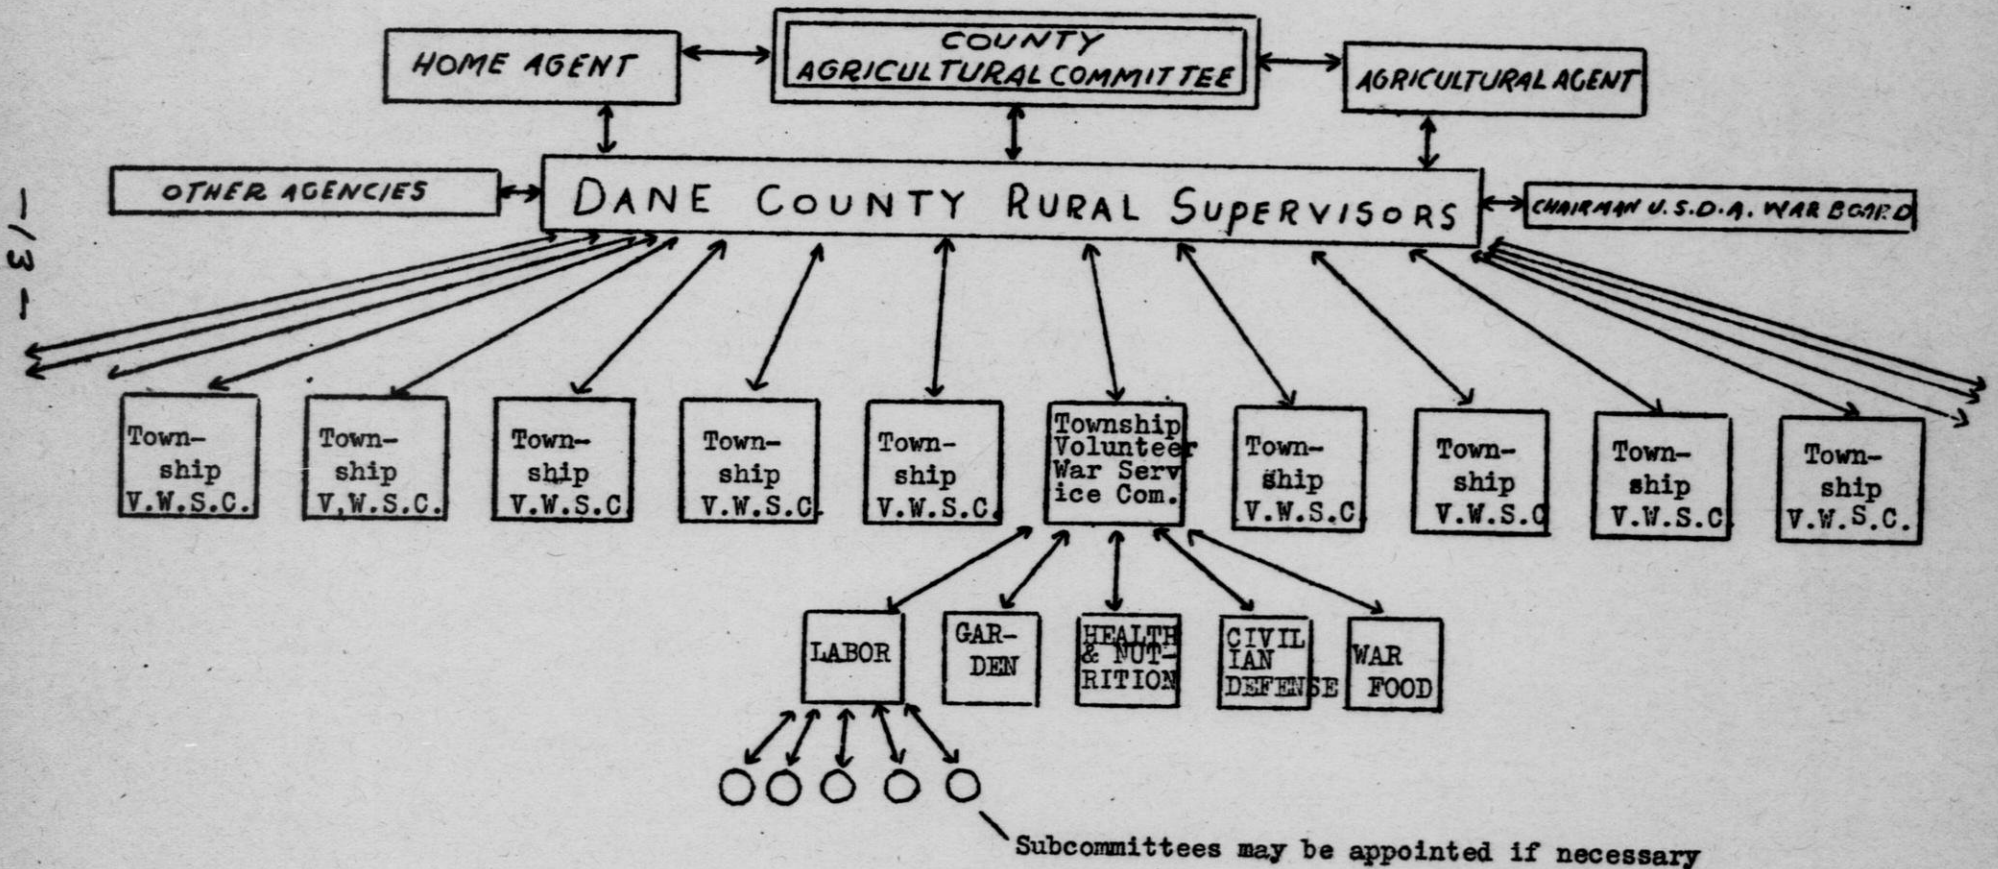 COUNTY
AGRICULTURAL COMMITTEE
HOME AGENT
AGRICULTURAL AGENT
OTHER AGENCIES
DANE COUNTY RURAL SUPERVISORS
CHAIRMAN U.S.D.A. WAR BOARD
-13-
Town-
ship
V.W.S.C.
Town-
ship
V.W.S.C.
Town-
ship
V.W.S.C
Town-
ship
V.W.S.C.
Town-
ship
V.W.S.C.
Township
Volunteer
War Serv
ice Com.
Town-
ship
V.W.S.C
Town-
ship
V.W.S.C
Town-
ship
V.W.S.C
Town-
ship
V.W.S.C.
LABOR
GAR-
DEN
HEALTH
& NUT-
RITION
CIVIL
IAN
DEFENSE
WAR
FOOD
Subcommittees may be appointed if necessary